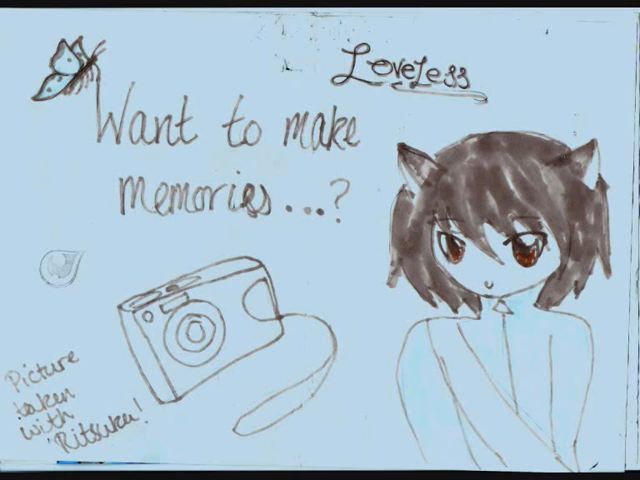 Loveless
Want to make
memories...?
Picture
taken
with
Ritsuka!